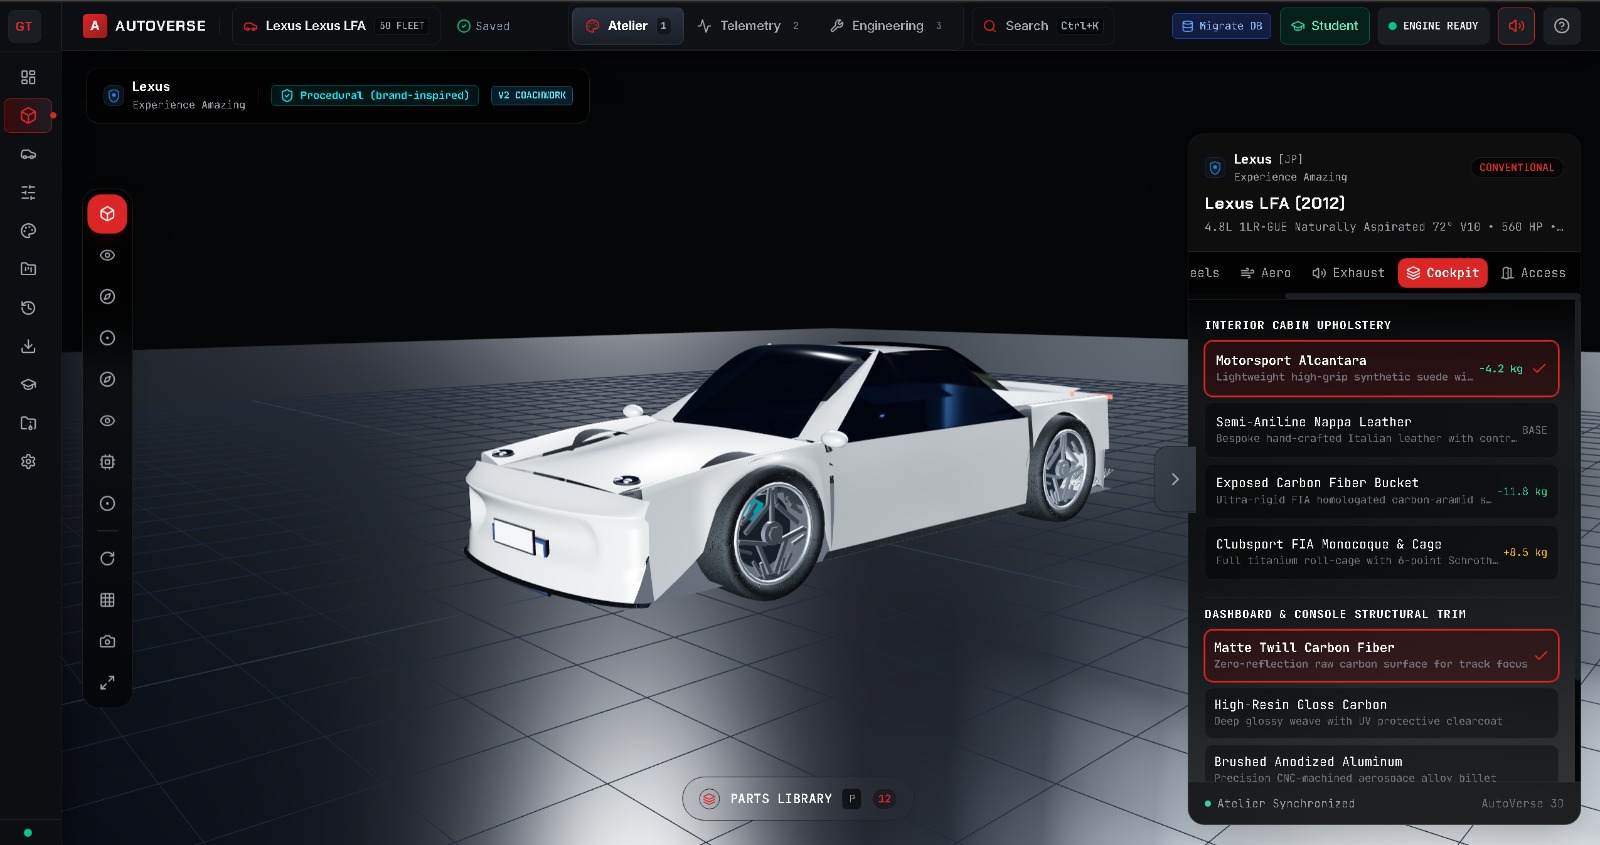 GT
A AUTOVERSE
Lexus Lexus LFA 50 FLEET
Saved
Atelier 1
Telemetry 2
Engineering 3
Search Ctrl+K
Migrate DB
Student
ENGINE READY
Lexus
Experience Amazing
Procedural (brand-inspired)
V2 COACHWORK
Lexus [JP]
Experience Amazing
CONVENTIONAL
Lexus LFA (2012)
4.8L 1LR-GUE Naturally Aspirated 72° V10 • 560 HP •…
eels
Aero
Exhaust
Cockpit
Access
INTERIOR CABIN UPHOLSTERY
Motorsport Alcantara
Lightweight high-grip synthetic suede wi…
-4.2 kg
Semi-Aniline Nappa Leather
Bespoke hand-crafted Italian leather with contr…
BASE
Exposed Carbon Fiber Bucket
Ultra-rigid FIA homologated carbon-aramid s…
-11.8 kg
Clubsport FIA Monocoque & Cage
Full titanium roll-cage with 6-point Schroth…
+8.5 kg
DASHBOARD & CONSOLE STRUCTURAL TRIM
Matte Twill Carbon Fiber
Zero-reflection raw carbon surface for track focus
High-Resin Gloss Carbon
Deep glossy weave with UV protective clearcoat
Brushed Anodized Aluminum
Precision CNC-machined aerospace alloy billet
PARTS LIBRARY P 12
Atelier Synchronized
AutoVerse 3D